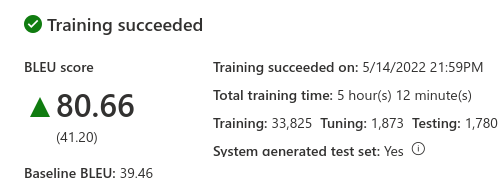 Training succeeded
BLEU score
80.66
(41.20)
Baseline BLEU: 39.46
Training succeeded on: 5/14/2022 21:59PM
Total training time: 5 hour(s) 12 minute(s)
Training: 33,825 Tuning: 1,873 Testing: 1,780
System generated test set: Yes